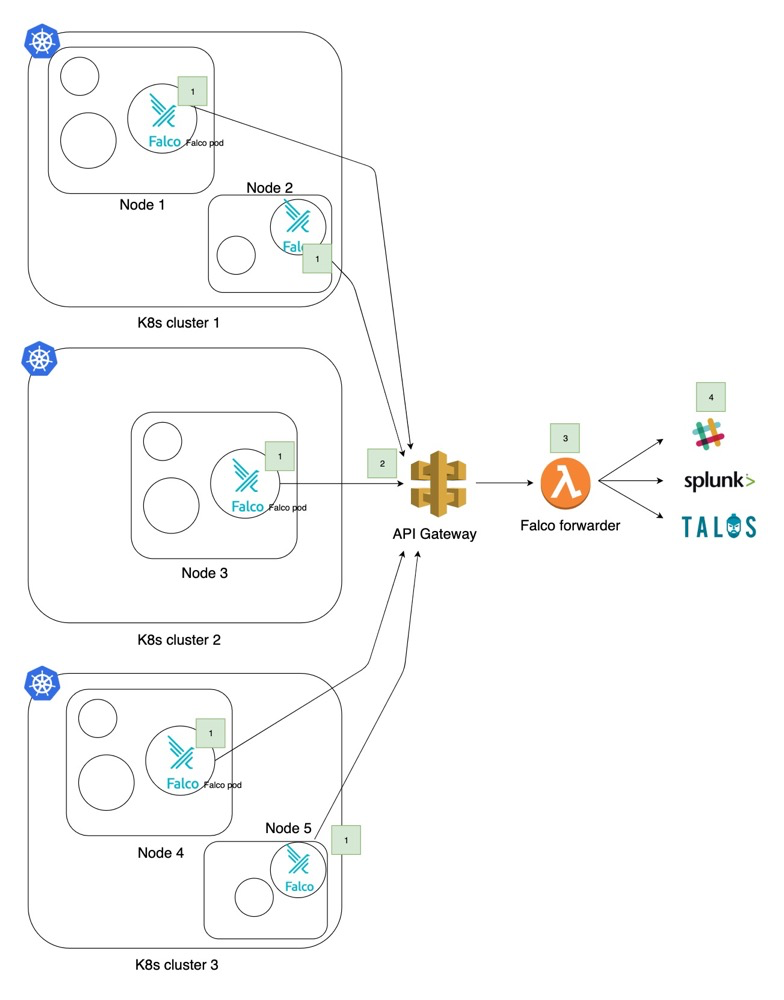 1
Falco
Falco pod
Node 1
Node 2
Falco
1
K8s cluster 1
1
Falco
Falco pod
Node 3
K8s cluster 2
2
API Gateway
3
Falco forwarder
4
splunk>
TALOS
1
Falco
Falco pod
Node 4
Node 5
1
Falco
K8s cluster 3